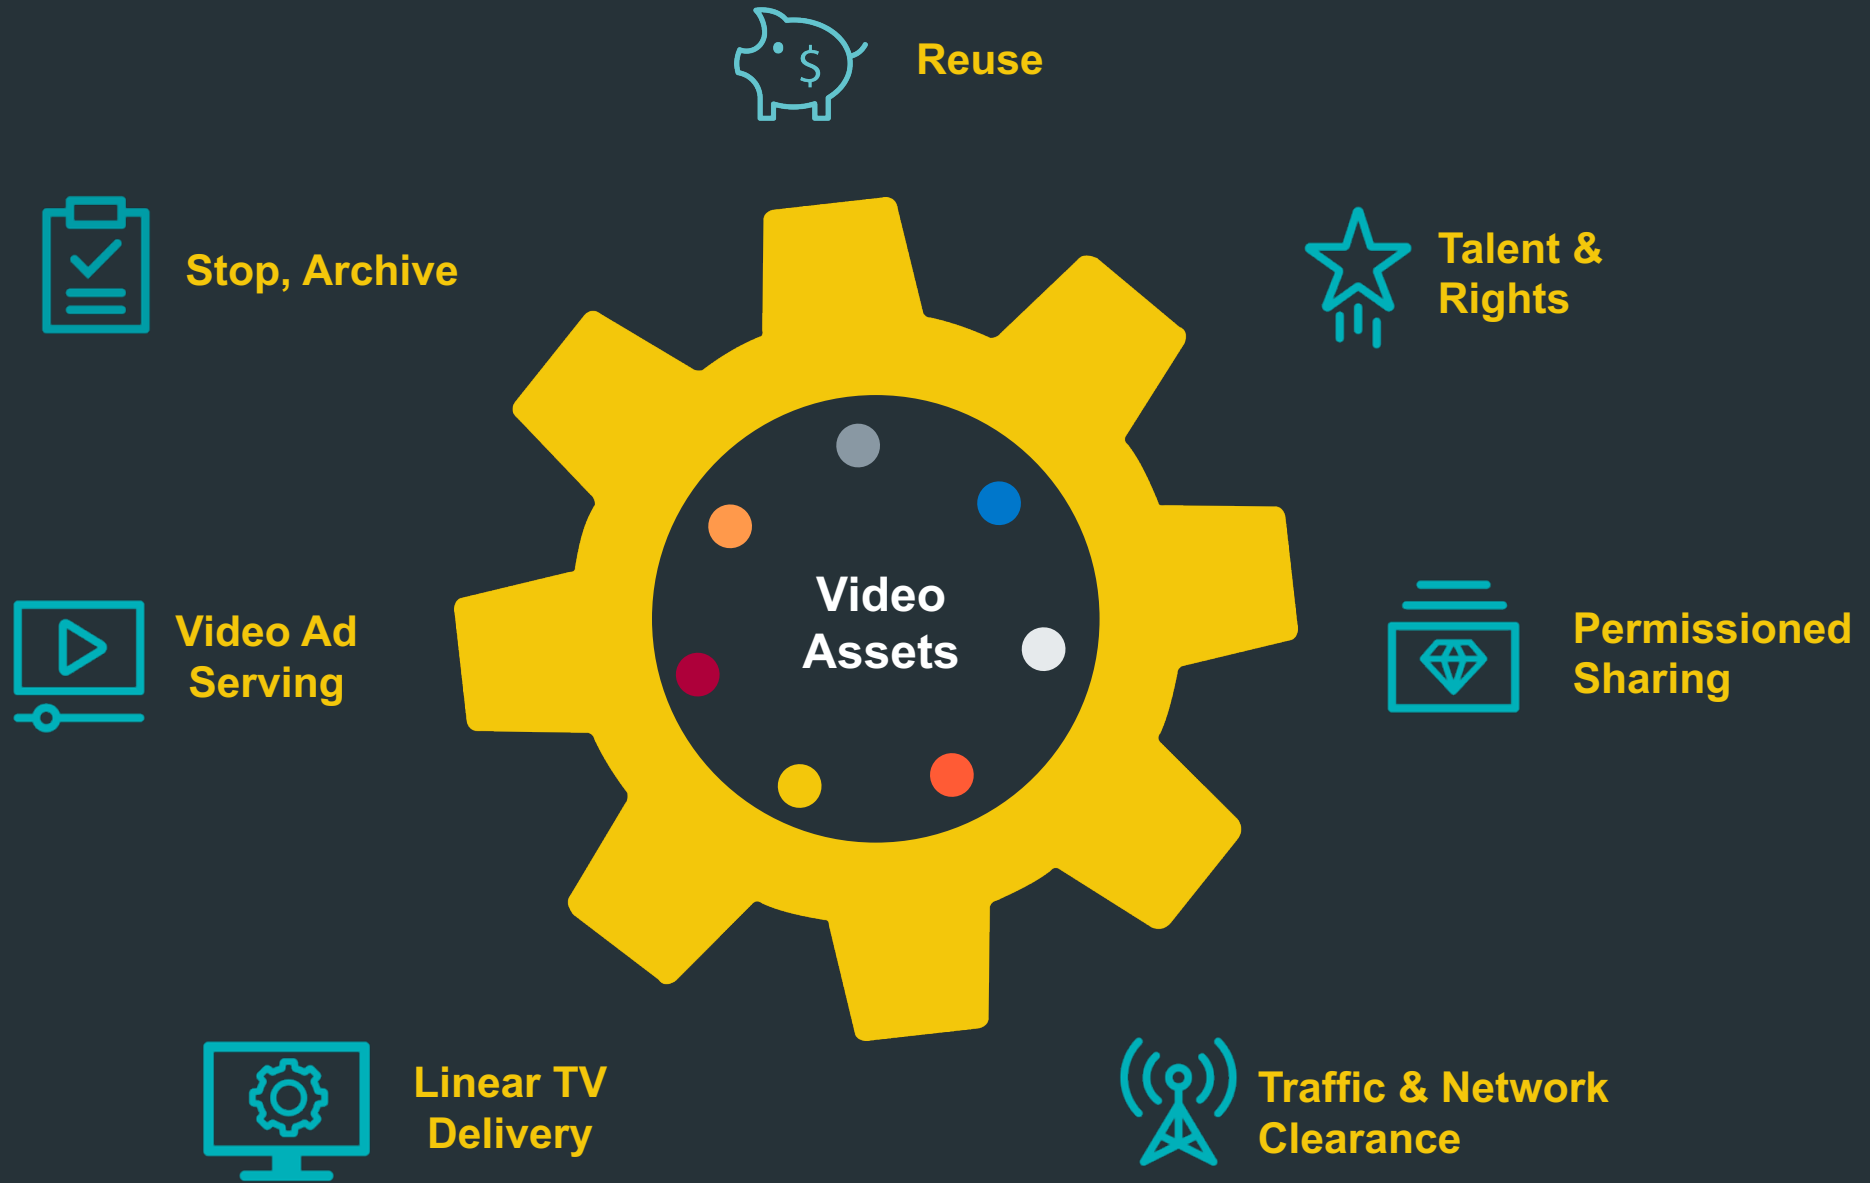 $
Reuse
Stop, Archive
Talent &
Rights
Video
Assets
Video Ad
Serving
Permissioned
Sharing
Linear TV
Delivery
Traffic & Network
Clearance